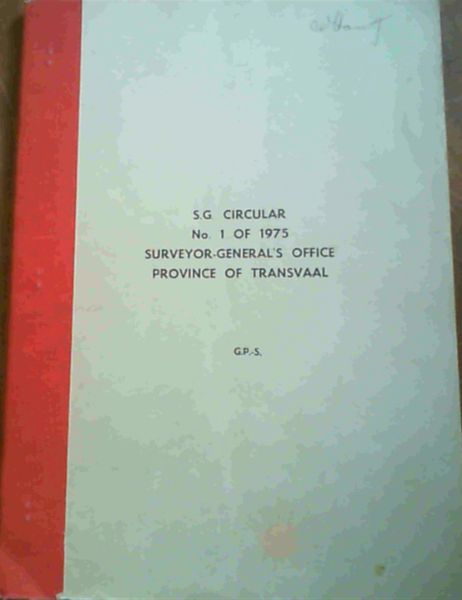 S.G. CIRCULAR
No. 1 OF 1975
SURVEYOR-GENERAL'S OFFICE
PROVINCE OF TRANSVAAL
G.P.-S.